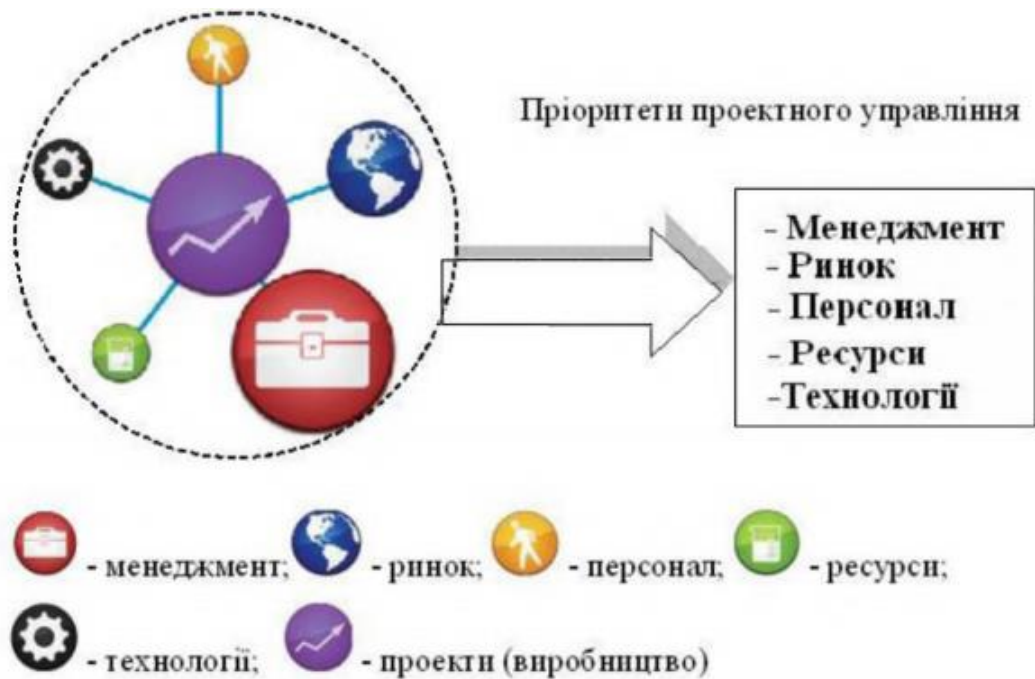 Пріоритети проектного управління
- Менеджмент
- Ринок
- Персонал
- Ресурси
-Технології
- менеджмент; - ринок; - персонал; - ресурси;
- технології; - проекти (виробництво)